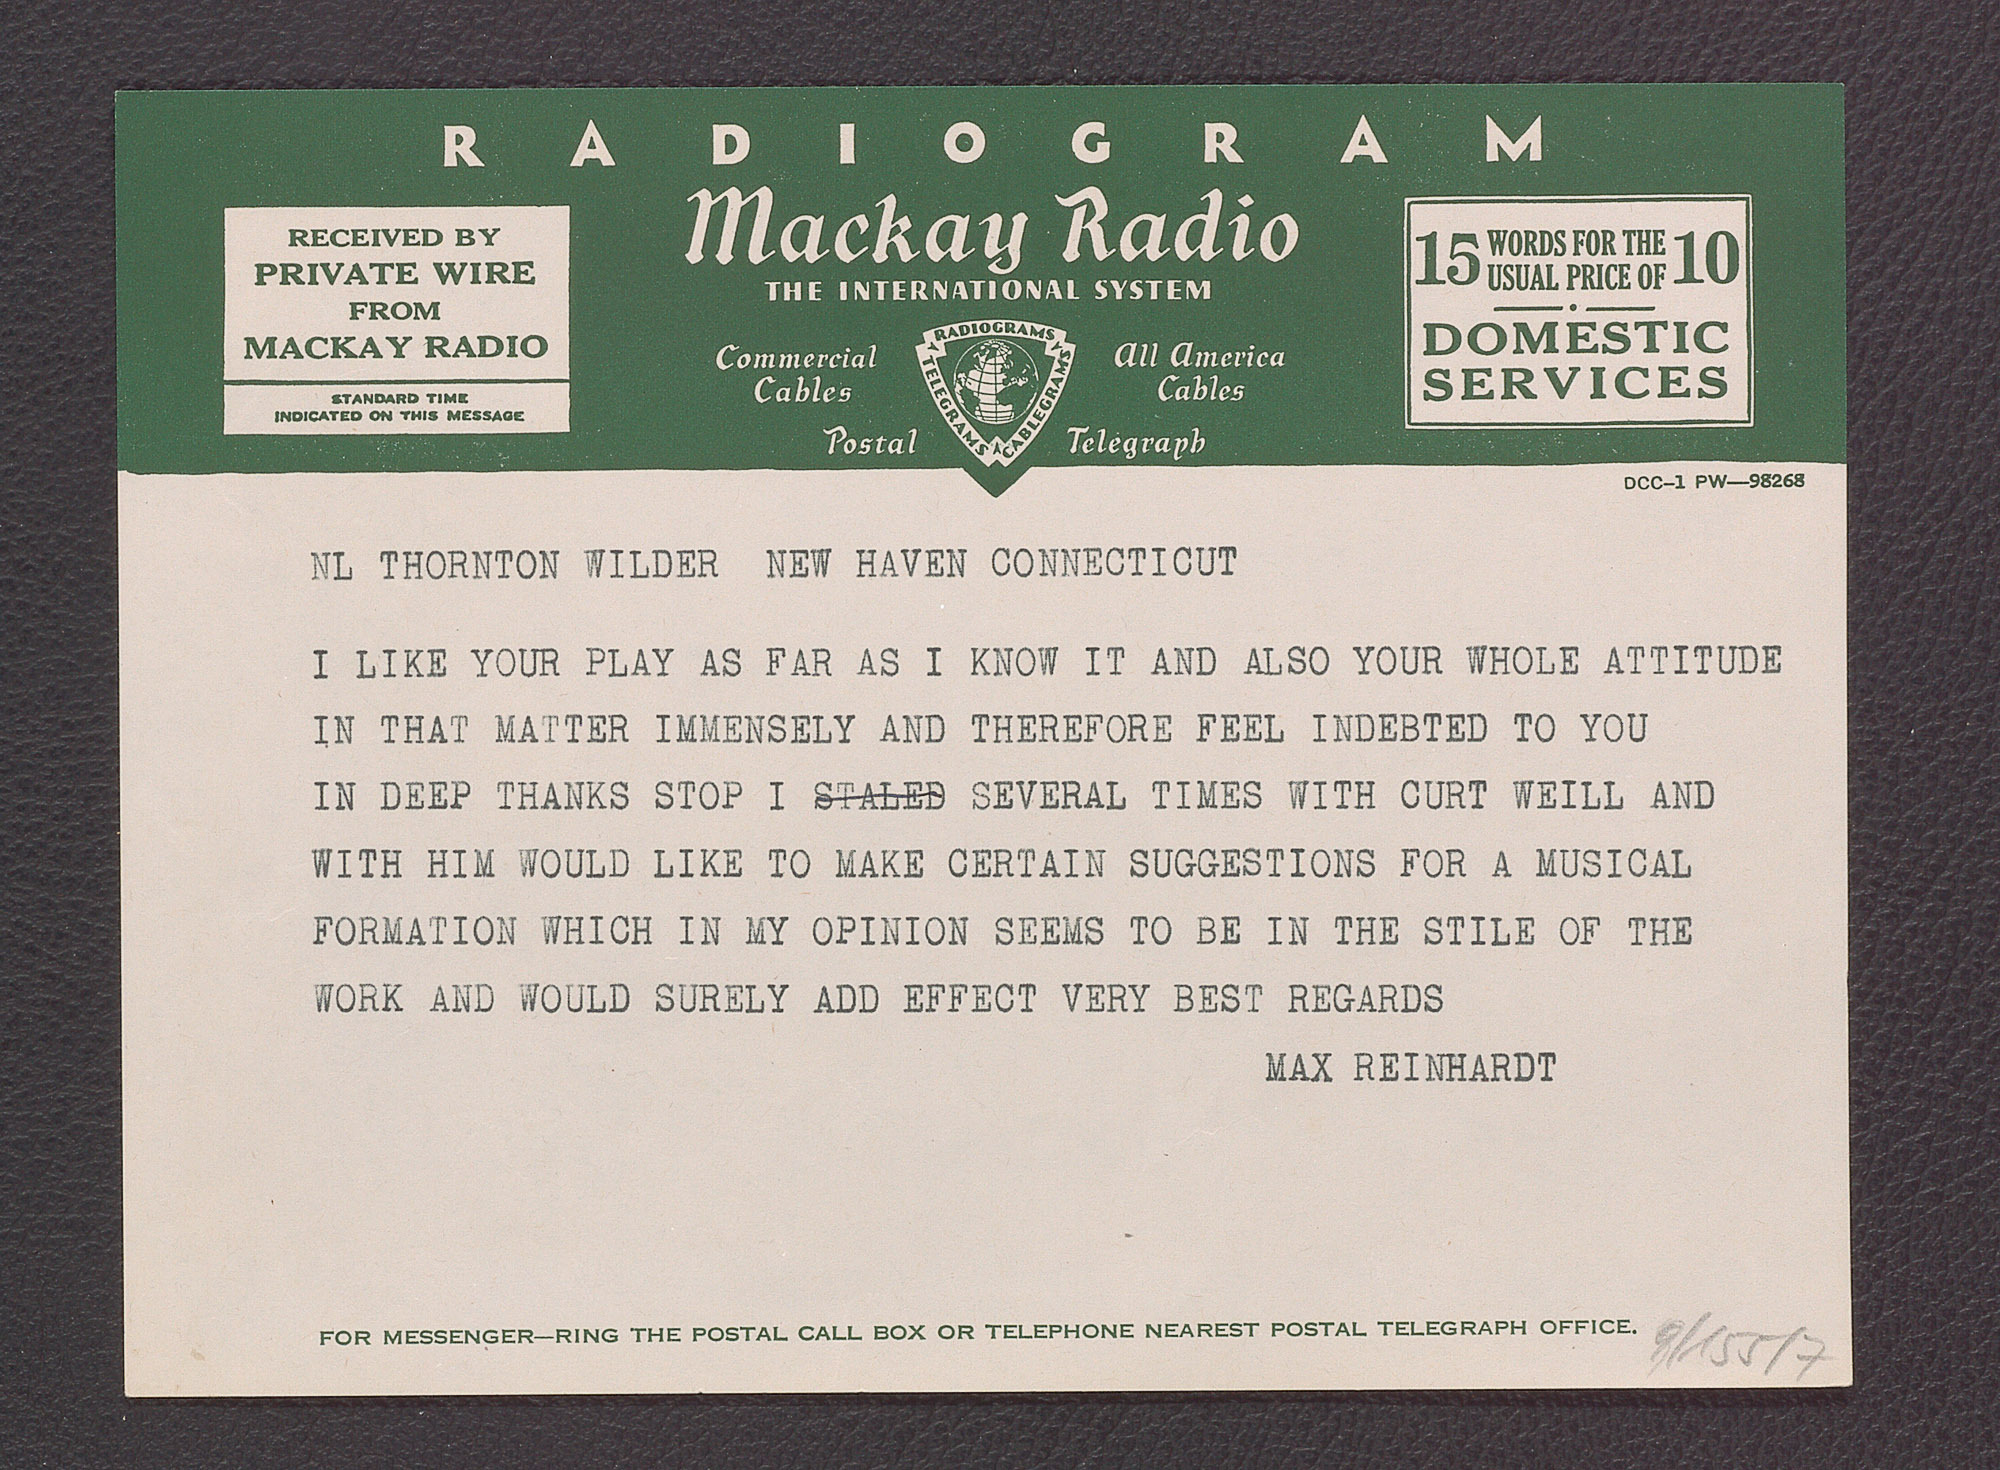 RADIOGRAM
Mackay Radio
THE INTERNATIONAL SYSTEM
RECEIVED BY
PRIVATE WIRE
FROM
MACKAY RADIO
STANDARD TIME
INDICATED ON THIS MESSAGE
Commercial
Cables
Postal
RADIOGRAMS
TELEGRAMS
CABLEGRAMS
All America
Cables
Telegraph
15 WORDS FOR THE
USUAL PRICE OF 10
DOMESTIC
SERVICES
DCC-1 PW—98268
NL THORNTON WILDER NEW HAVEN CONNECTICUT
I LIKE YOUR PLAY AS FAR AS I KNOW IT AND ALSO YOUR WHOLE ATTITUDE
IN THAT MATTER IMMENSELY AND THEREFORE FEEL INDEBTED TO YOU
IN DEEP THANKS STOP I STALED SEVERAL TIMES WITH CURT WEILL AND
WITH HIM WOULD LIKE TO MAKE CERTAIN SUGGESTIONS FOR A MUSICAL
FORMATION WHICH IN MY OPINION SEEMS TO BE IN THE STILE OF THE
WORK AND WOULD SURELY ADD EFFECT VERY BEST REGARDS
MAX REINHARDT
FOR MESSENGER—RING THE POSTAL CALL BOX OR TELEPHONE NEAREST POSTAL TELEGRAPH OFFICE.